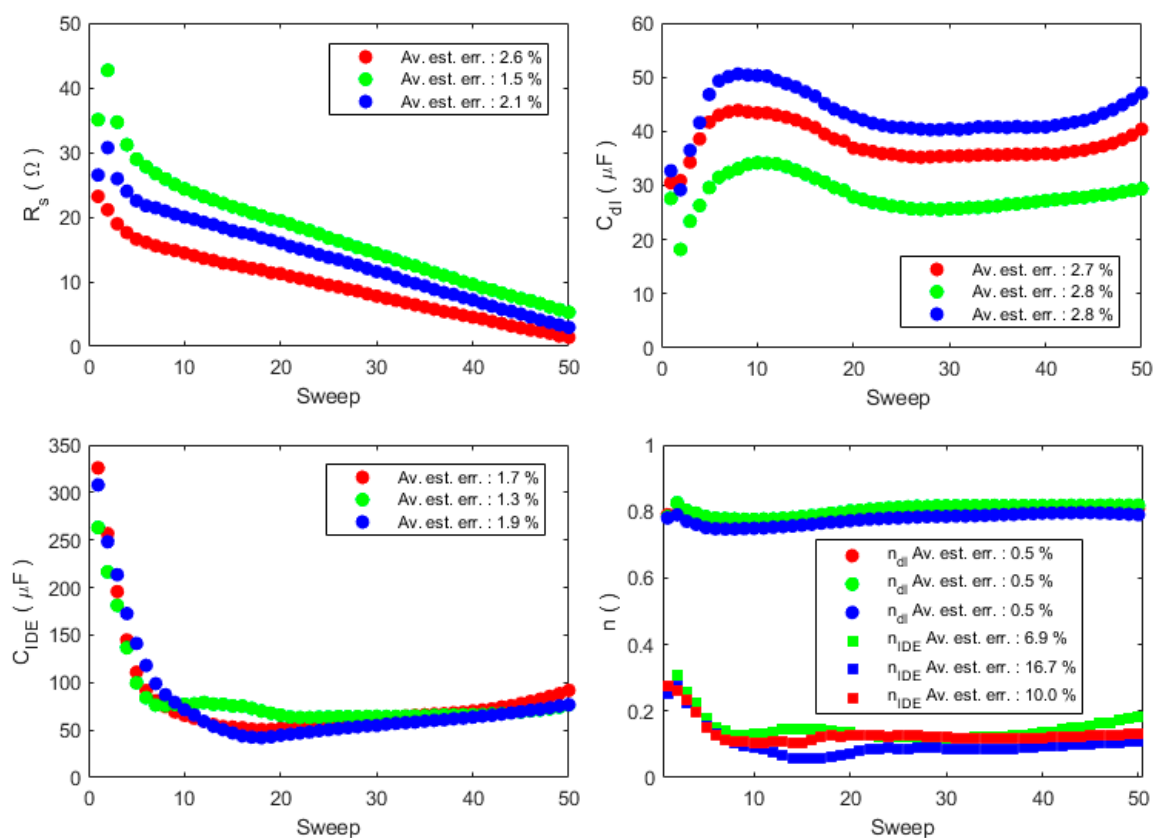 50
40
30
20
10
0
R_s ( Ω )
Av. est. err. : 2.6 %
Av. est. err. : 1.5 %
Av. est. err. : 2.1 %
0 10 20 30 40 50
Sweep
60
50
40
30
20
10
0
C_dl ( μF )
Av. est. err. : 2.7 %
Av. est. err. : 2.8 %
Av. est. err. : 2.8 %
0 10 20 30 40 50
Sweep
350
300
250
200
150
100
50
0
C_IDE ( μF )
Av. est. err. : 1.7 %
Av. est. err. : 1.3 %
Av. est. err. : 1.9 %
0 10 20 30 40 50
Sweep
1
0.8
0.6
0.4
0.2
0
n ( )
n_dl Av. est. err. : 0.5 %
n_dl Av. est. err. : 0.5 %
n_dl Av. est. err. : 0.5 %
n_IDE Av. est. err. : 6.9 %
n_IDE Av. est. err. : 16.7 %
n_IDE Av. est. err. : 10.0 %
0 10 20 30 40 50
Sweep